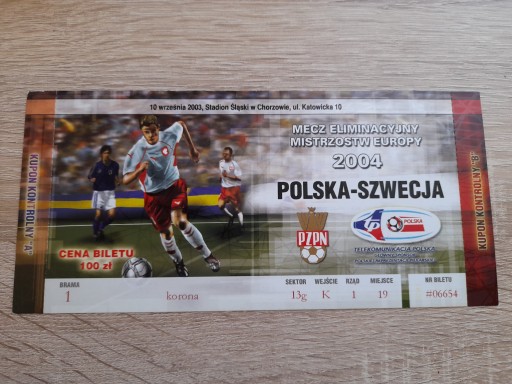 10 września 2003, Stadion Śląski w Chorzowie, ul. Katowicka 10
MECZ ELIMINACYJNY
MISTRZOSTW EUROPY
2004
POLSKA-SZWECJA
KUPON KONTROLNY "A"
KUPON KONTROLNY "B"
CENA BILETU
100 zł
PZPN
tp
POLSKA
TELEKOMUNIKACJA POLSKA
BRAMA
SEKTOR
WEJŚCIE
RZĄD
MIEJSCE
NR BILETU
1
korona
13g
K
1
19
#06654